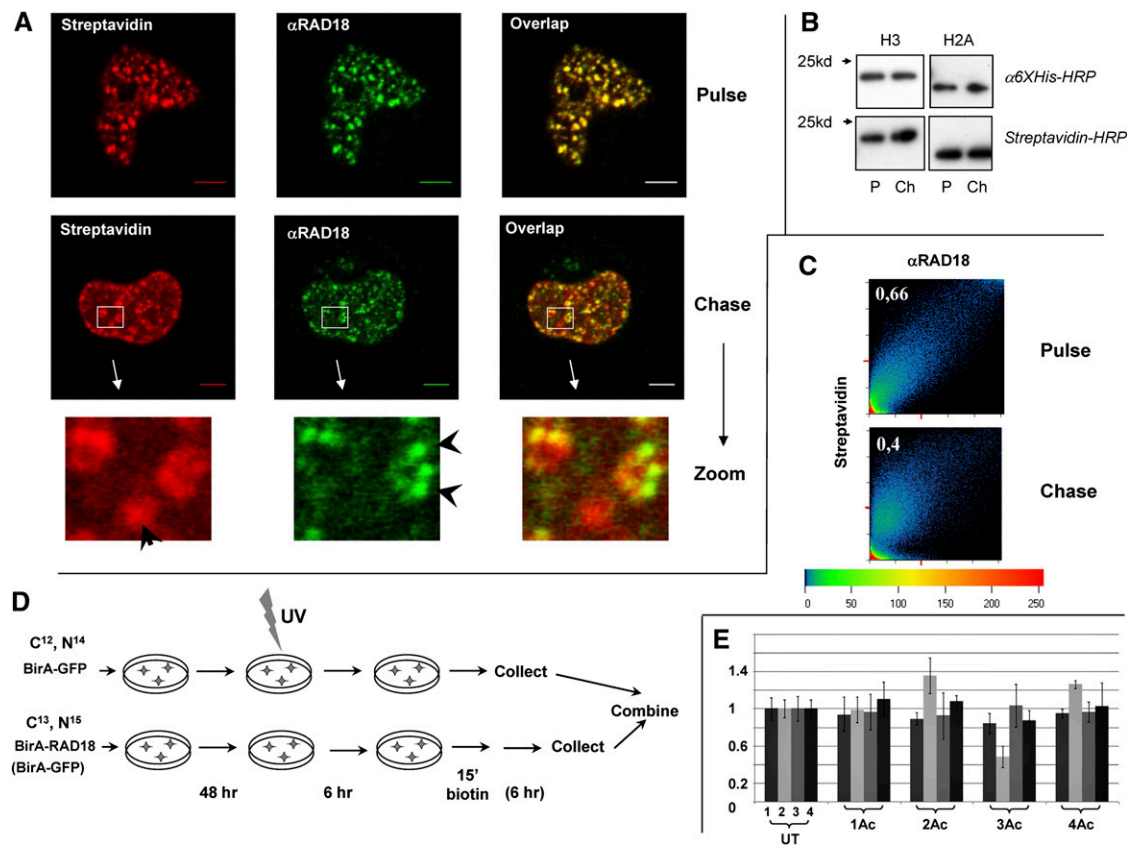 A
Streptavidin
αRAD18
Overlap
Pulse
Streptavidin
αRAD18
Overlap
Chase
Zoom
B
H3
H2A
25kd
α6XHis-HRP
25kd
Streptavidin-HRP
P
Ch
P
Ch
C
αRAD18
0,66
Pulse
Streptavidin
0,4
Chase
0
50
100
150
200
250
D
UV
C¹², N¹⁴
BirA-GFP
Collect
Combine
C¹³, N¹⁵
BirA-RAD18
(BirA-GFP)
Collect
48 hr
6 hr
15'
biotin
(6 hr)
E
1.4
1
0.6
1.2
0
1 2 3 4
UT
1Ac
2Ac
3Ac
4Ac